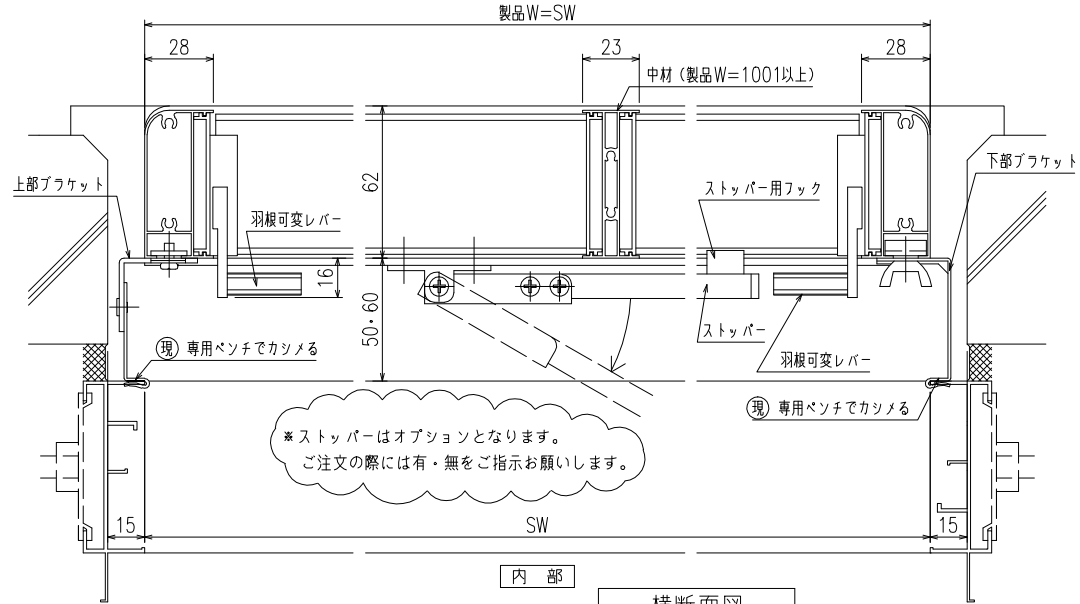 製品W=SW
28
23
28
中材(製品W=1001以上)
上部ブラケット
下部ブラケット
62
ストッパー用フック
羽根可変レバー
16
50・60
ストッパー
羽根可変レバー
現 専用ペンチでカシメる
現 専用ペンチでカシメる
※ストッパーはオプションとなります。
ご注文の際には有・無をご指示お願いします。
15
SW
15
内 部
横断面図